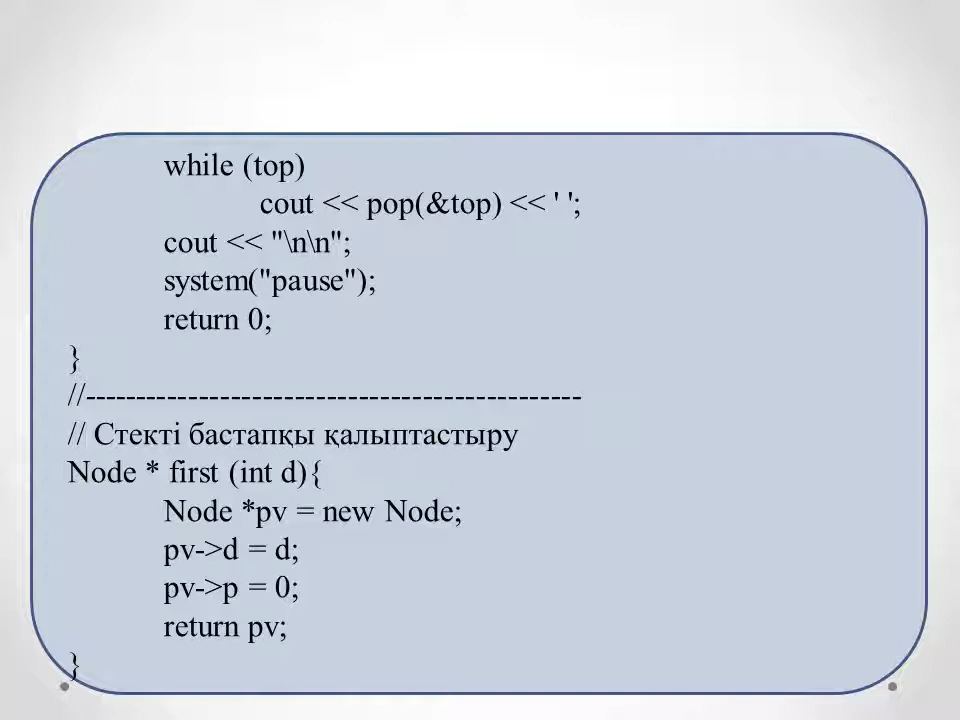 while (top)
cout << pop(&top) << ' ';
cout << "\n\n";
system("pause");
return 0;
}
//------------------------------------------------
// Стекті бастапқы қалыптастыру
Node * first (int d){
Node *pv = new Node;
pv->d = d;
pv->p = 0;
return pv;
}